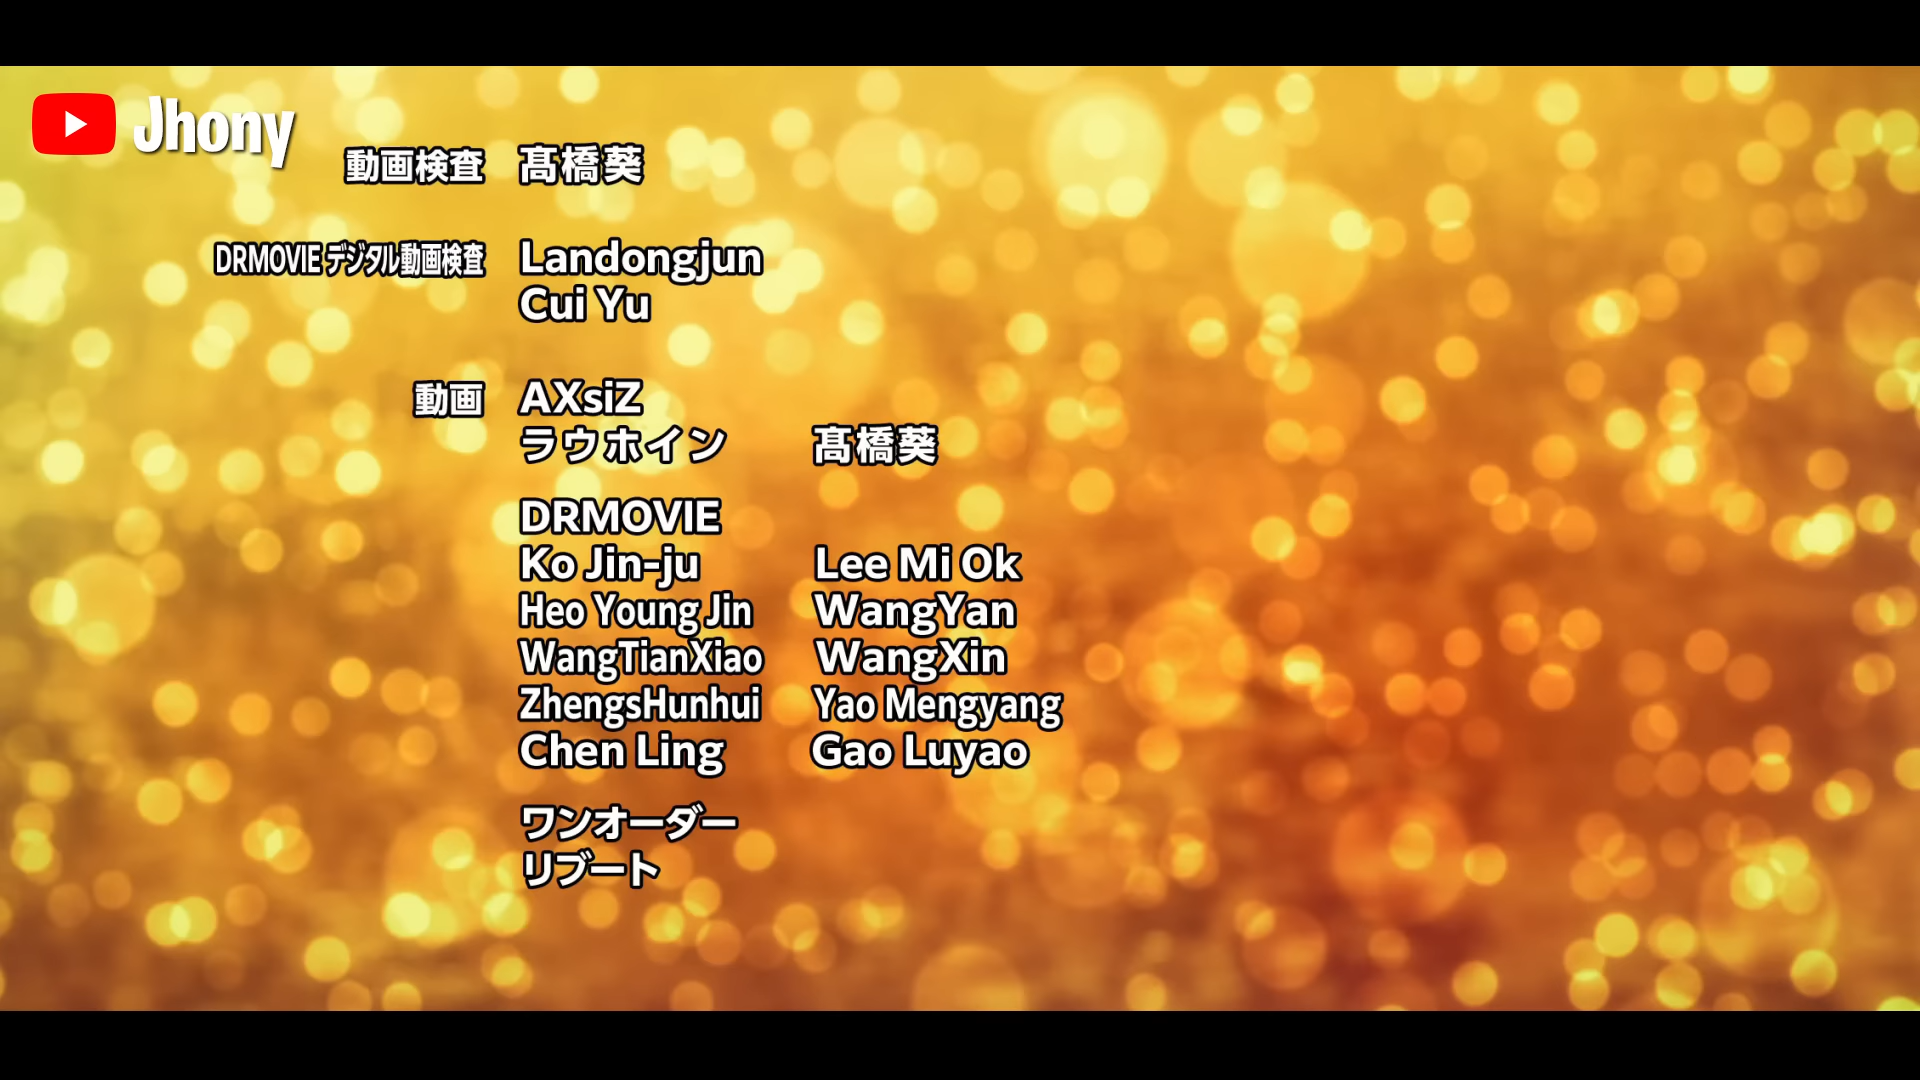 Jhony
動画検査 髙橋葵
DRMOVIE デジタル動画検査 Landongjun
Cui Yu
動画 AXsiZ
ラウホイン 髙橋葵
DRMOVIE
Ko Jin-ju Lee Mi Ok
Heo Young Jin WangYan
WangTianXiao WangXin
ZhengsHunhui Yao Mengyang
Chen Ling Gao Luyao
ワンオーダー
リブート